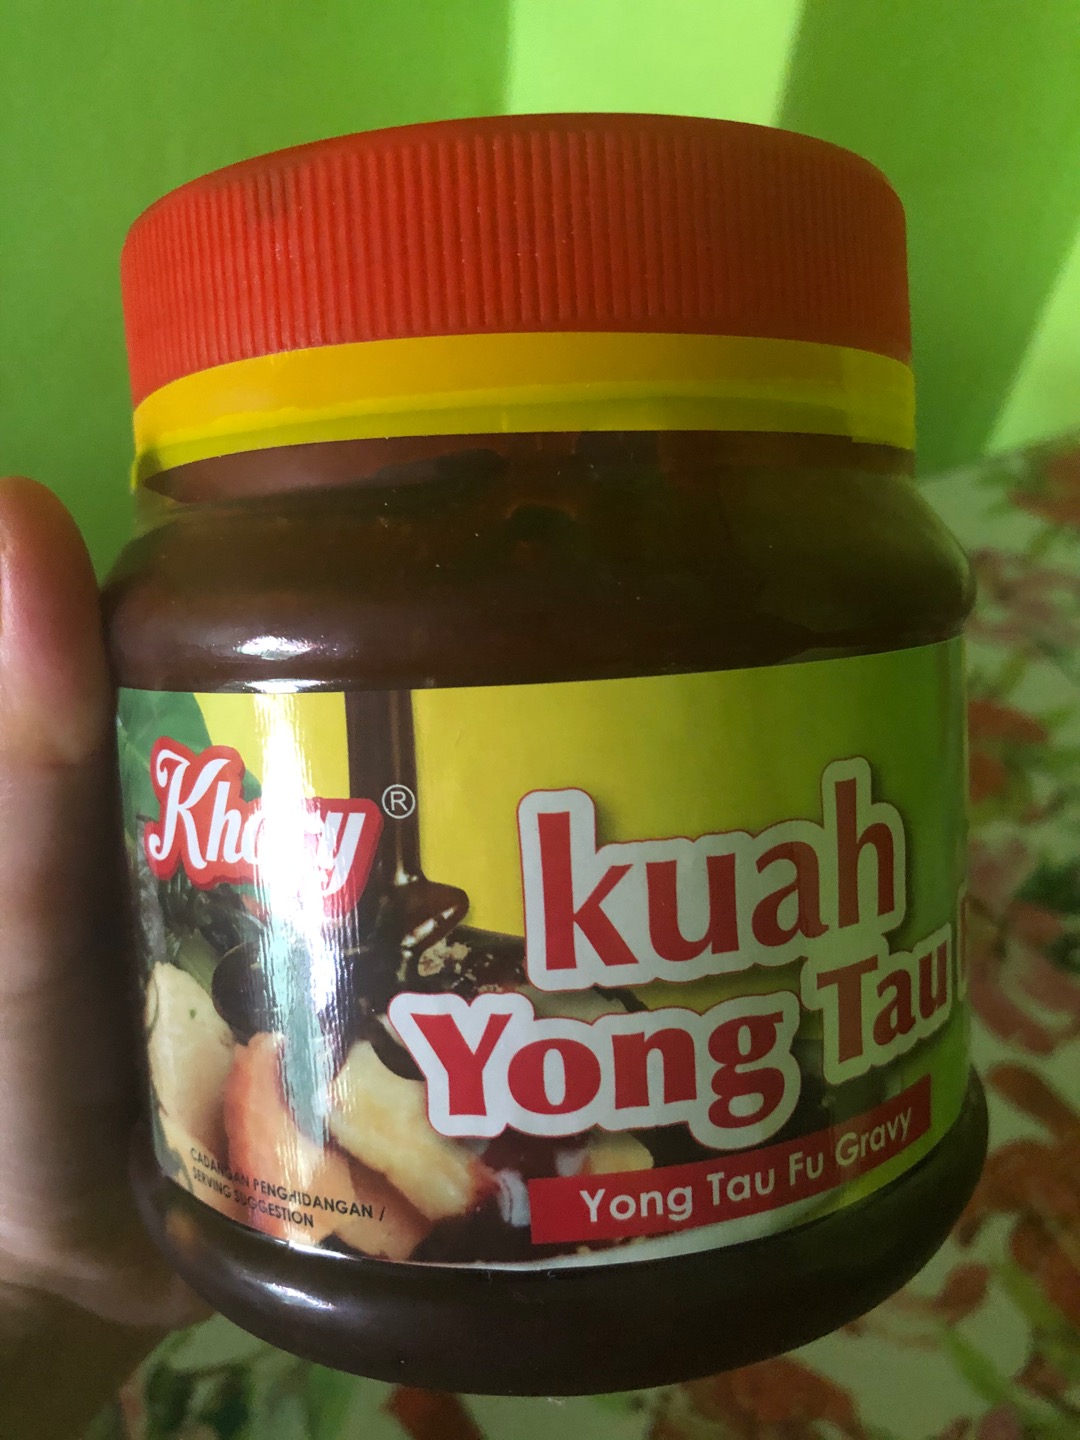 ®
kuah
Yong Tau
Yong Tau Fu Gravy
CADANGAN PENGHIDANGAN /
SERVING SUGGESTION